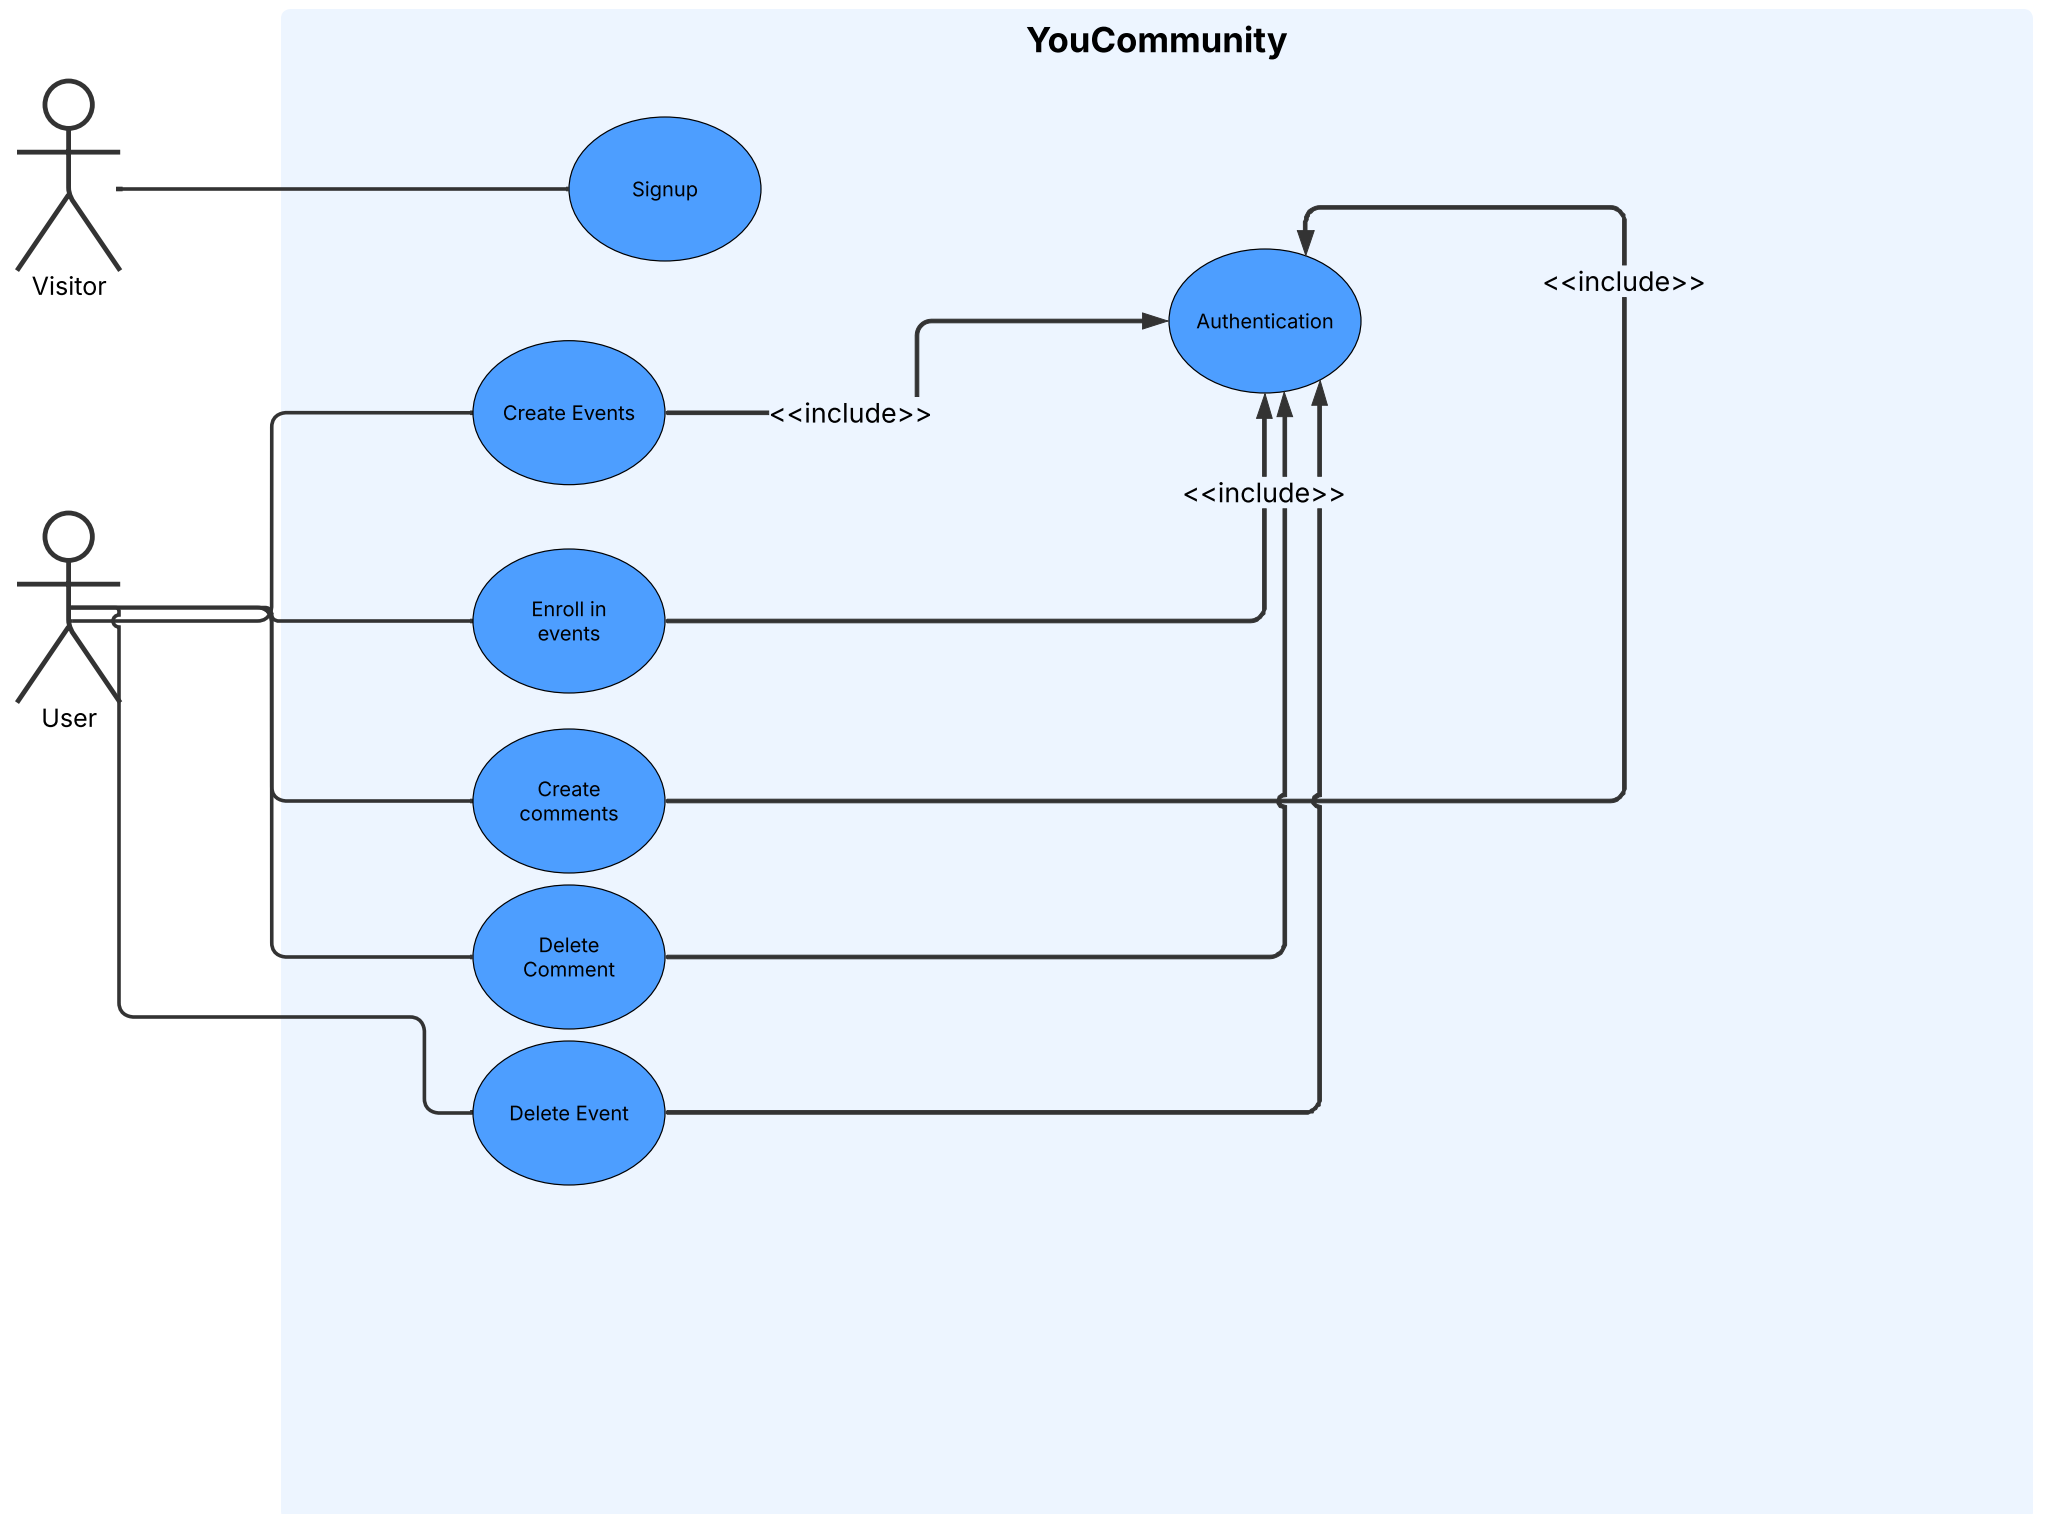 YouCommunity
Signup
Visitor
<<include>>
Authentication
Create Events
<<include>>
<<include>>
Enroll in
events
User
Create
comments
Delete
Comment
Delete Event